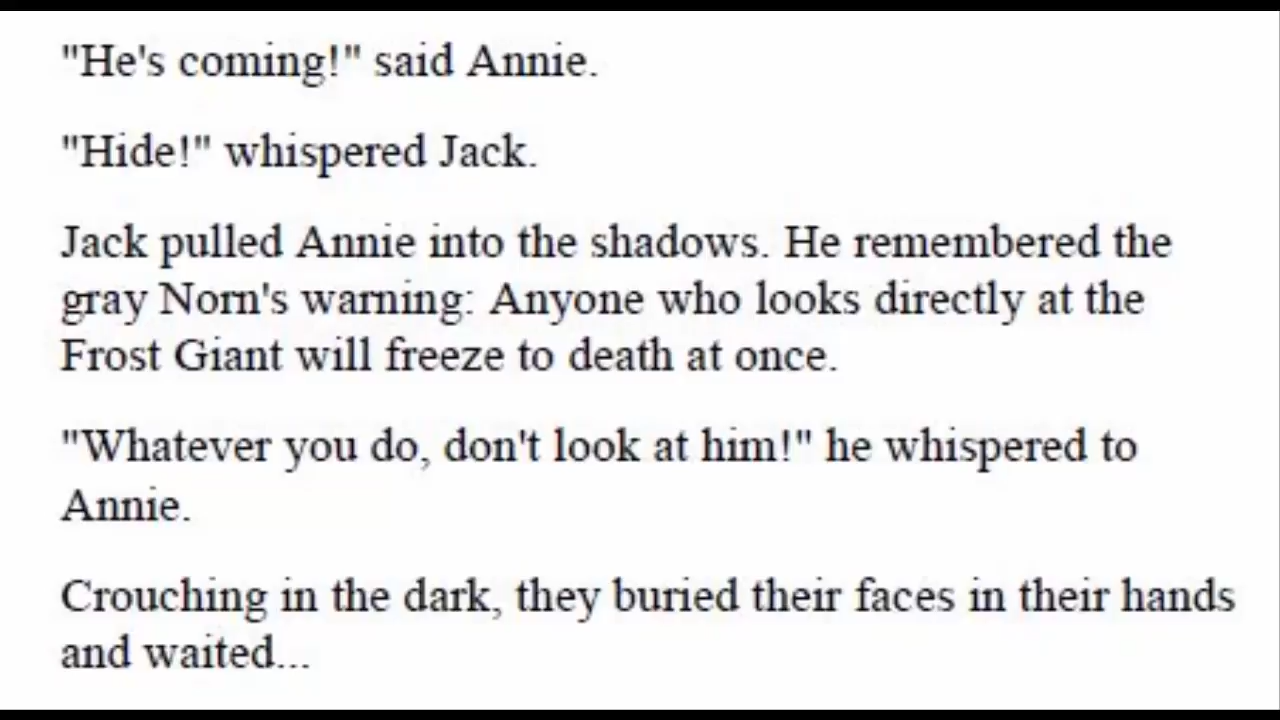 "He's coming!" said Annie.
"Hide!" whispered Jack.
Jack pulled Annie into the shadows. He remembered the
gray Norn's warning: Anyone who looks directly at the
Frost Giant will freeze to death at once.
"Whatever you do, don't look at him!" he whispered to
Annie.
Crouching in the dark, they buried their faces in their hands
and waited...